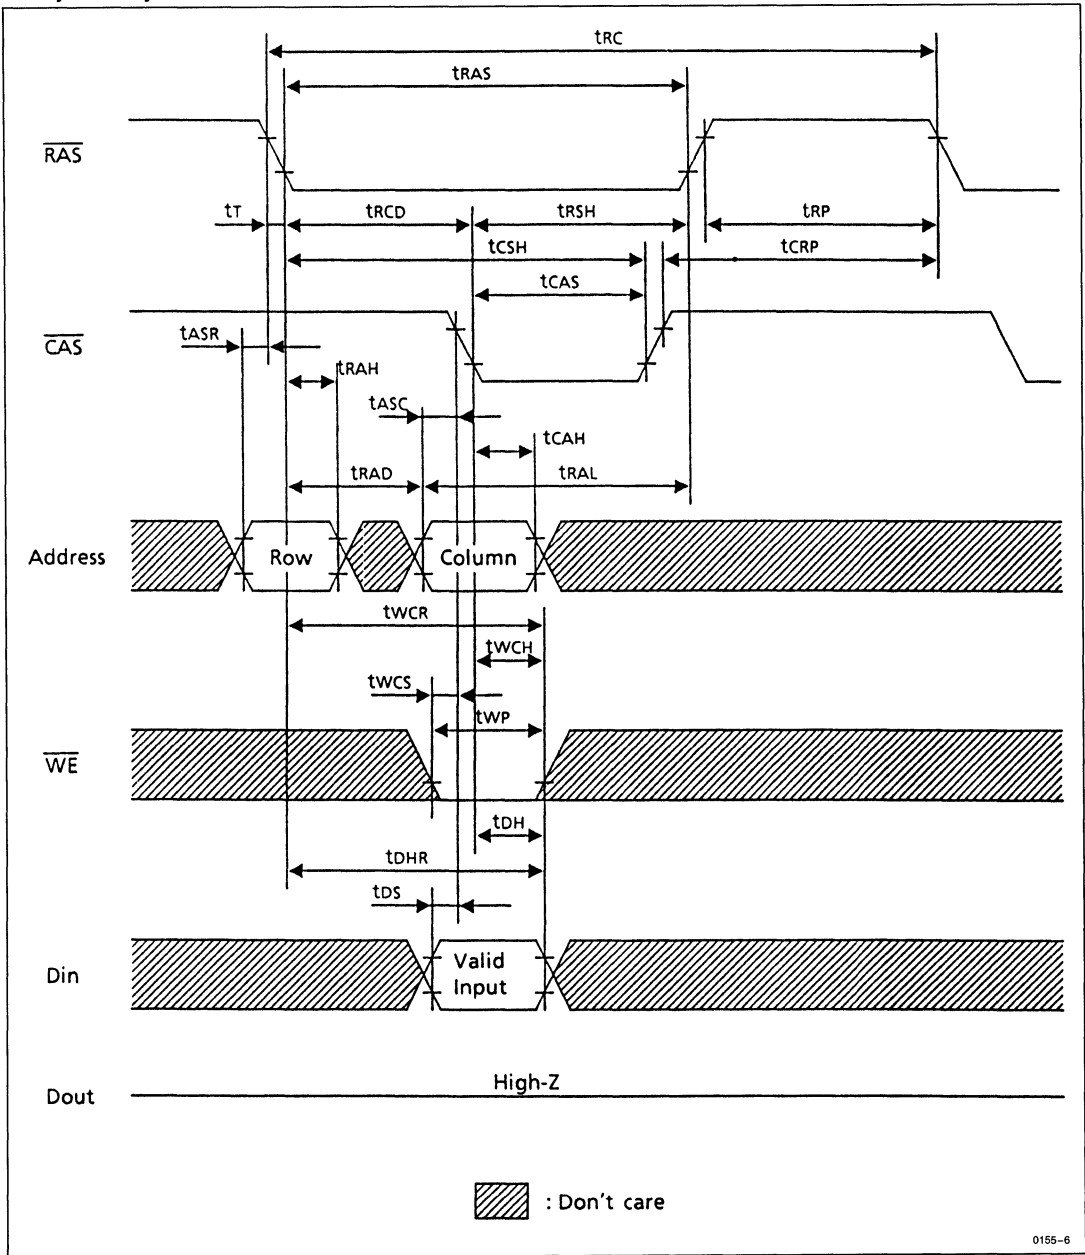 tRC
tRAS
RAS
tT
tRCD
tRSH
tRP
tCSH
tCRP
tCAS
CAS
tASR
tRAH
tASC
tCAH
tRAD
tRAL
Address
Row
Column
tWCR
tWCH
tWCS
tWP
WE
tDH
tDHR
tDS
Din
Valid
Input
High-Z
Dout
: Don't care
0155-6